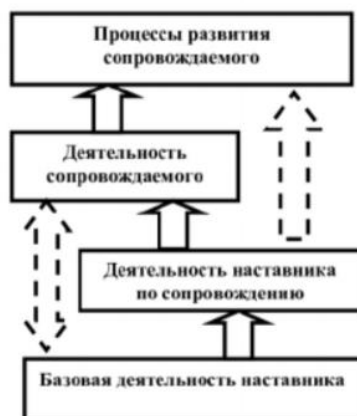 Процессы развития
сопровождаемого
Деятельность
сопровождаемого
Деятельность наставника
по сопровождению
Базовая деятельность наставника